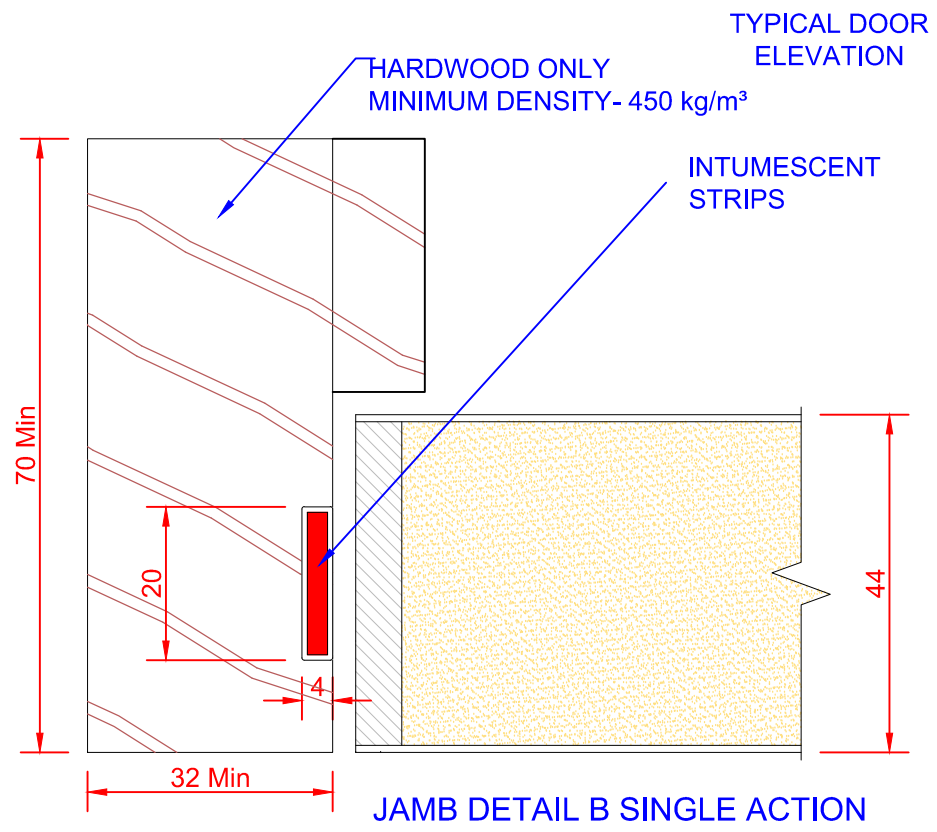 TYPICAL DOOR
ELEVATION
HARDWOOD ONLY
MINIMUM DENSITY- 450 kg/m³
INTUMESCENT
STRIPS
70 Min
20
4
44
32 Min
JAMB DETAIL B SINGLE ACTION